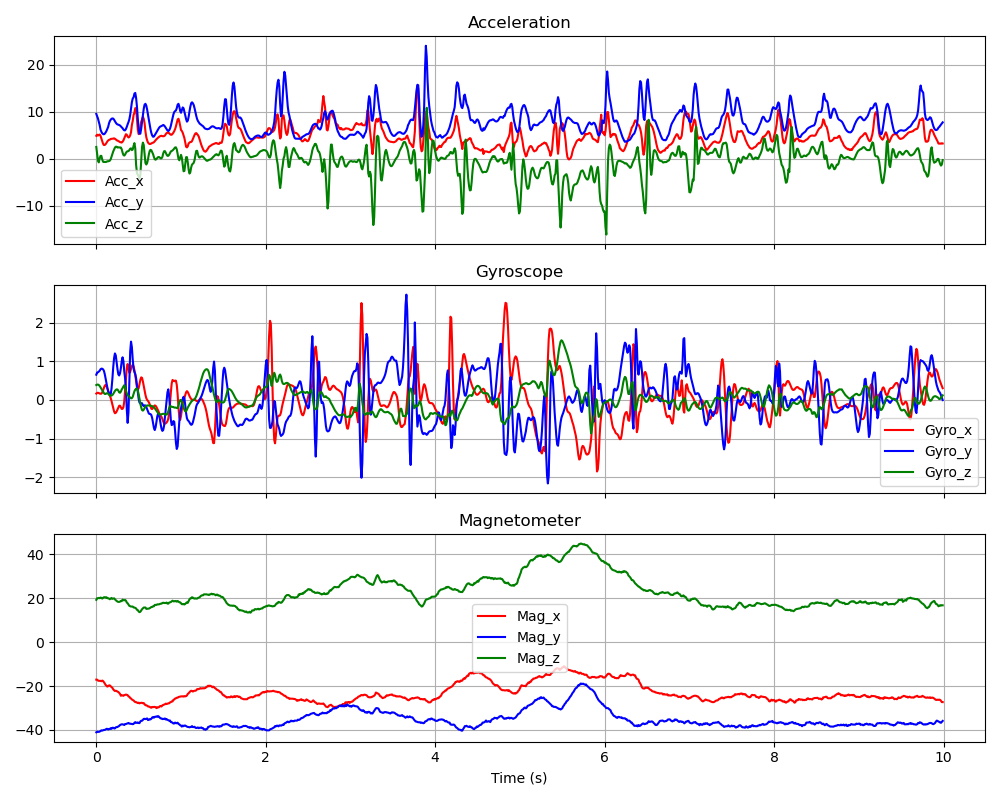 Acceleration
20
10
0
−10
Acc_x
Acc_y
Acc_z
Gyroscope
2
1
0
−1
−2
Gyro_x
Gyro_y
Gyro_z
Magnetometer
40
20
0
−20
−40
Mag_x
Mag_y
Mag_z
0 2 4 6 8 10
Time (s)